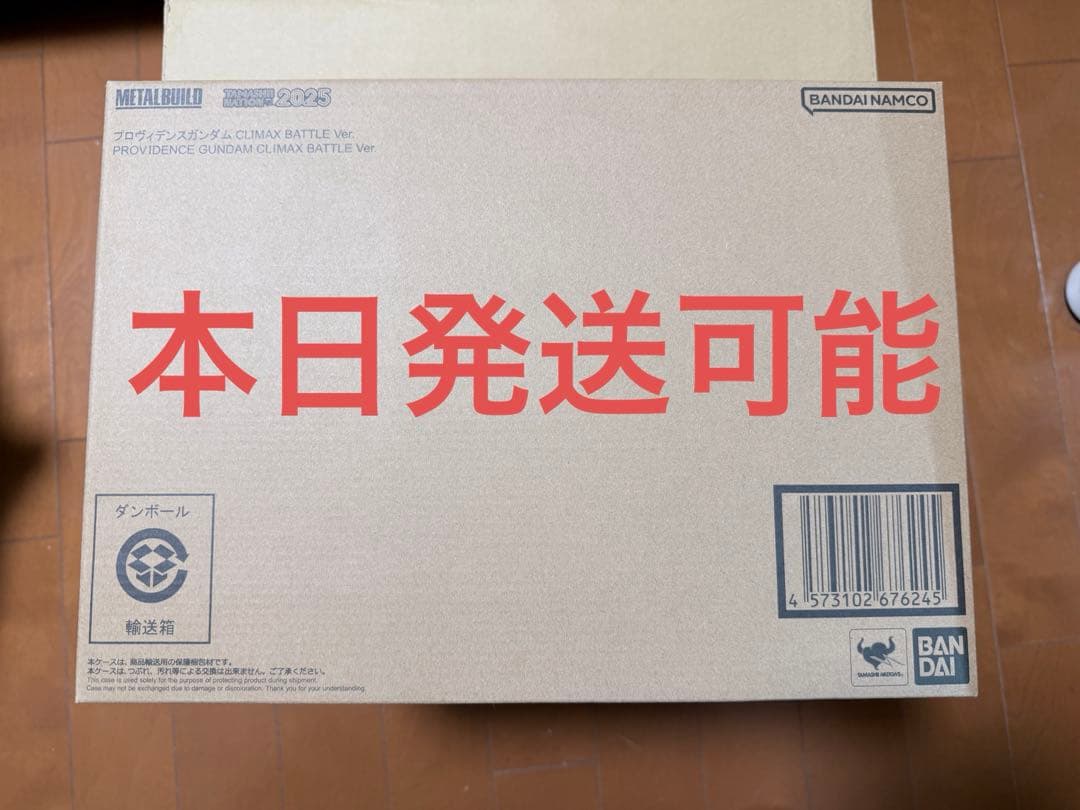 METAL BUILD TAMASHII NATION 2025
BANDAI NAMCO
プロヴィデンスガンダム CLIMAX BATTLE Ver.
PROVIDENCE GUNDAM CLIMAX BATTLE Ver.
本日発送可能
ダンボール
輸送箱
4 573102 676245
本ケースは、商品輸送用の保護梱包材です。
本ケースは、つぶれ、汚れ等による交換は出来ません。ご了承ください。
This case is used solely for the purpose of protecting product during shipment.
Case may not be exchanged due to damage or discoloration. Thank you for your understanding.
TAMASHII NATIONS
BAN
DAI